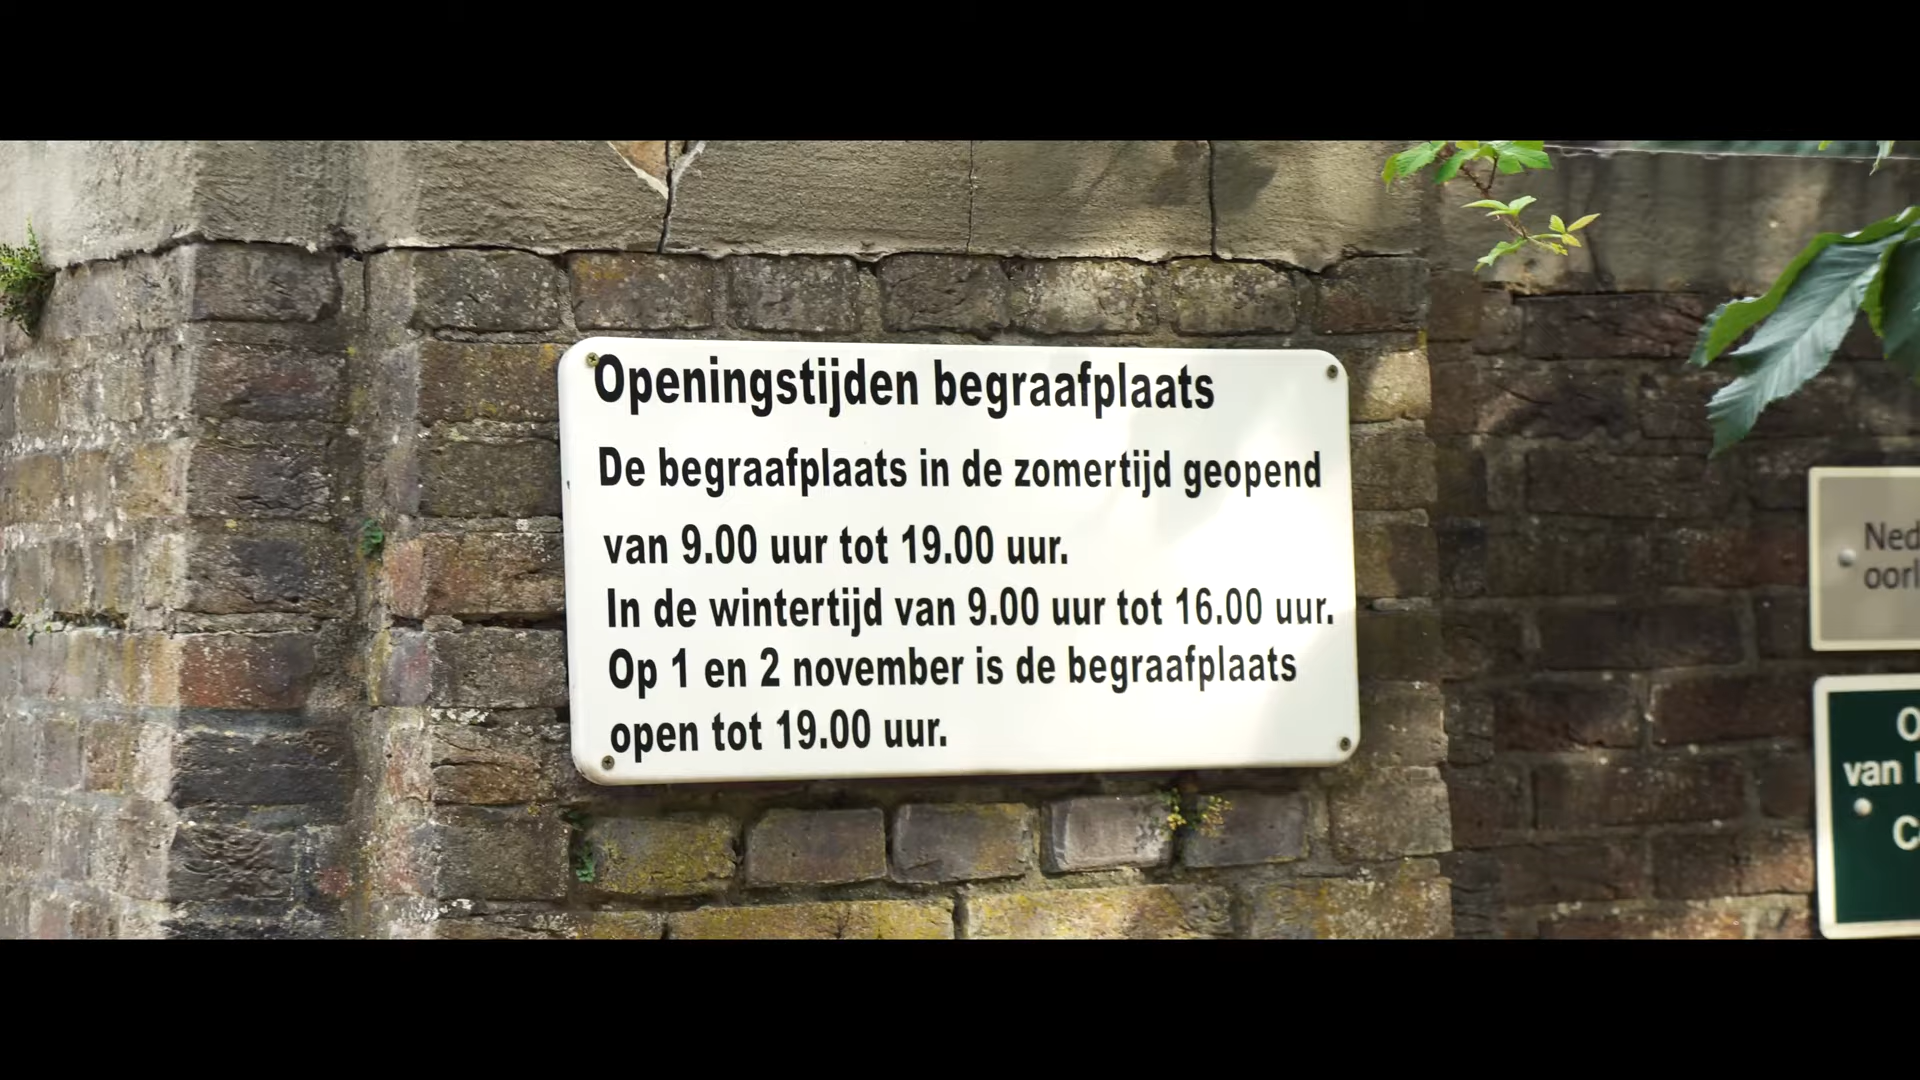 Openingstijden begraafplaats
De begraafplaats in de zomertijd geopend
van 9.00 uur tot 19.00 uur.
In de wintertijd van 9.00 uur tot 16.00 uur.
Op 1 en 2 november is de begraafplaats
open tot 19.00 uur.
van